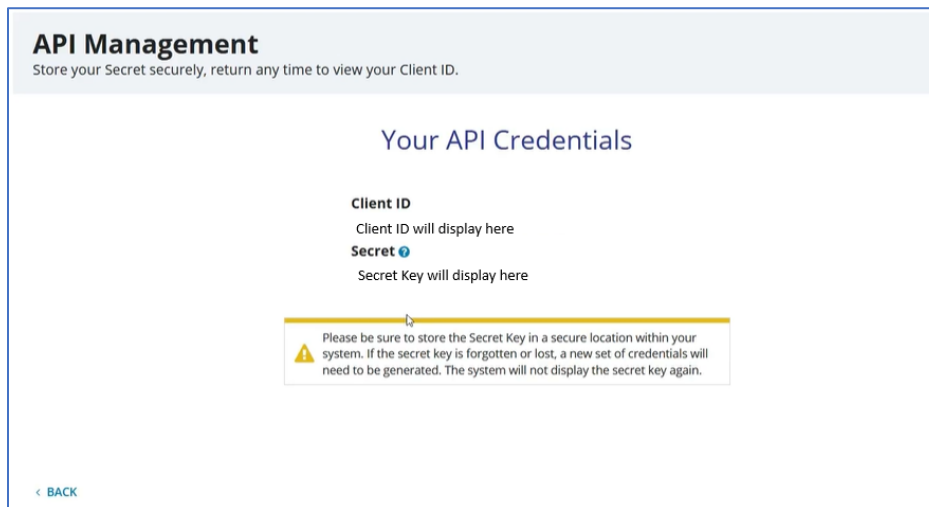 API Management
Store your Secret securely, return any time to view your Client ID.
Your API Credentials
Client ID
Client ID will display here
Secret ?
Secret Key will display here
Please be sure to store the Secret Key in a secure location within your
system. If the secret key is forgotten or lost, a new set of credentials will
need to be generated. The system will not display the secret key again.
< BACK